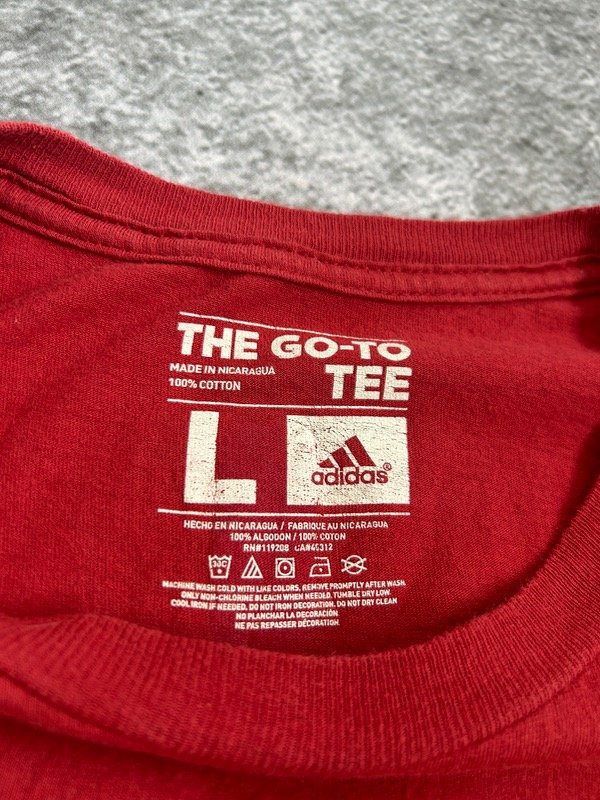 THE GO-TO
MADE IN NICARAGUA
100% COTTON
TEE
L
adidas®
HECHO EN NICARAGUA / FABRIQUE AU NICARAGUA
100% ALGODON / 100% COTON
RN#119208 CA#40312
30C
MACHINE WASH COLD WITH LIKE COLORS, REMOVE PROMPTLY AFTER WASH.
ONLY NON-CHLORINE BLEACH WHEN NEEDED. TUMBLE DRY LOW.
COOL IRON IF NEEDED. DO NOT IRON DECORATION. DO NOT DRY CLEAN
NO PLANCHAR LA DECORACIÓN
NE PAS REPASSER DÉCORATION